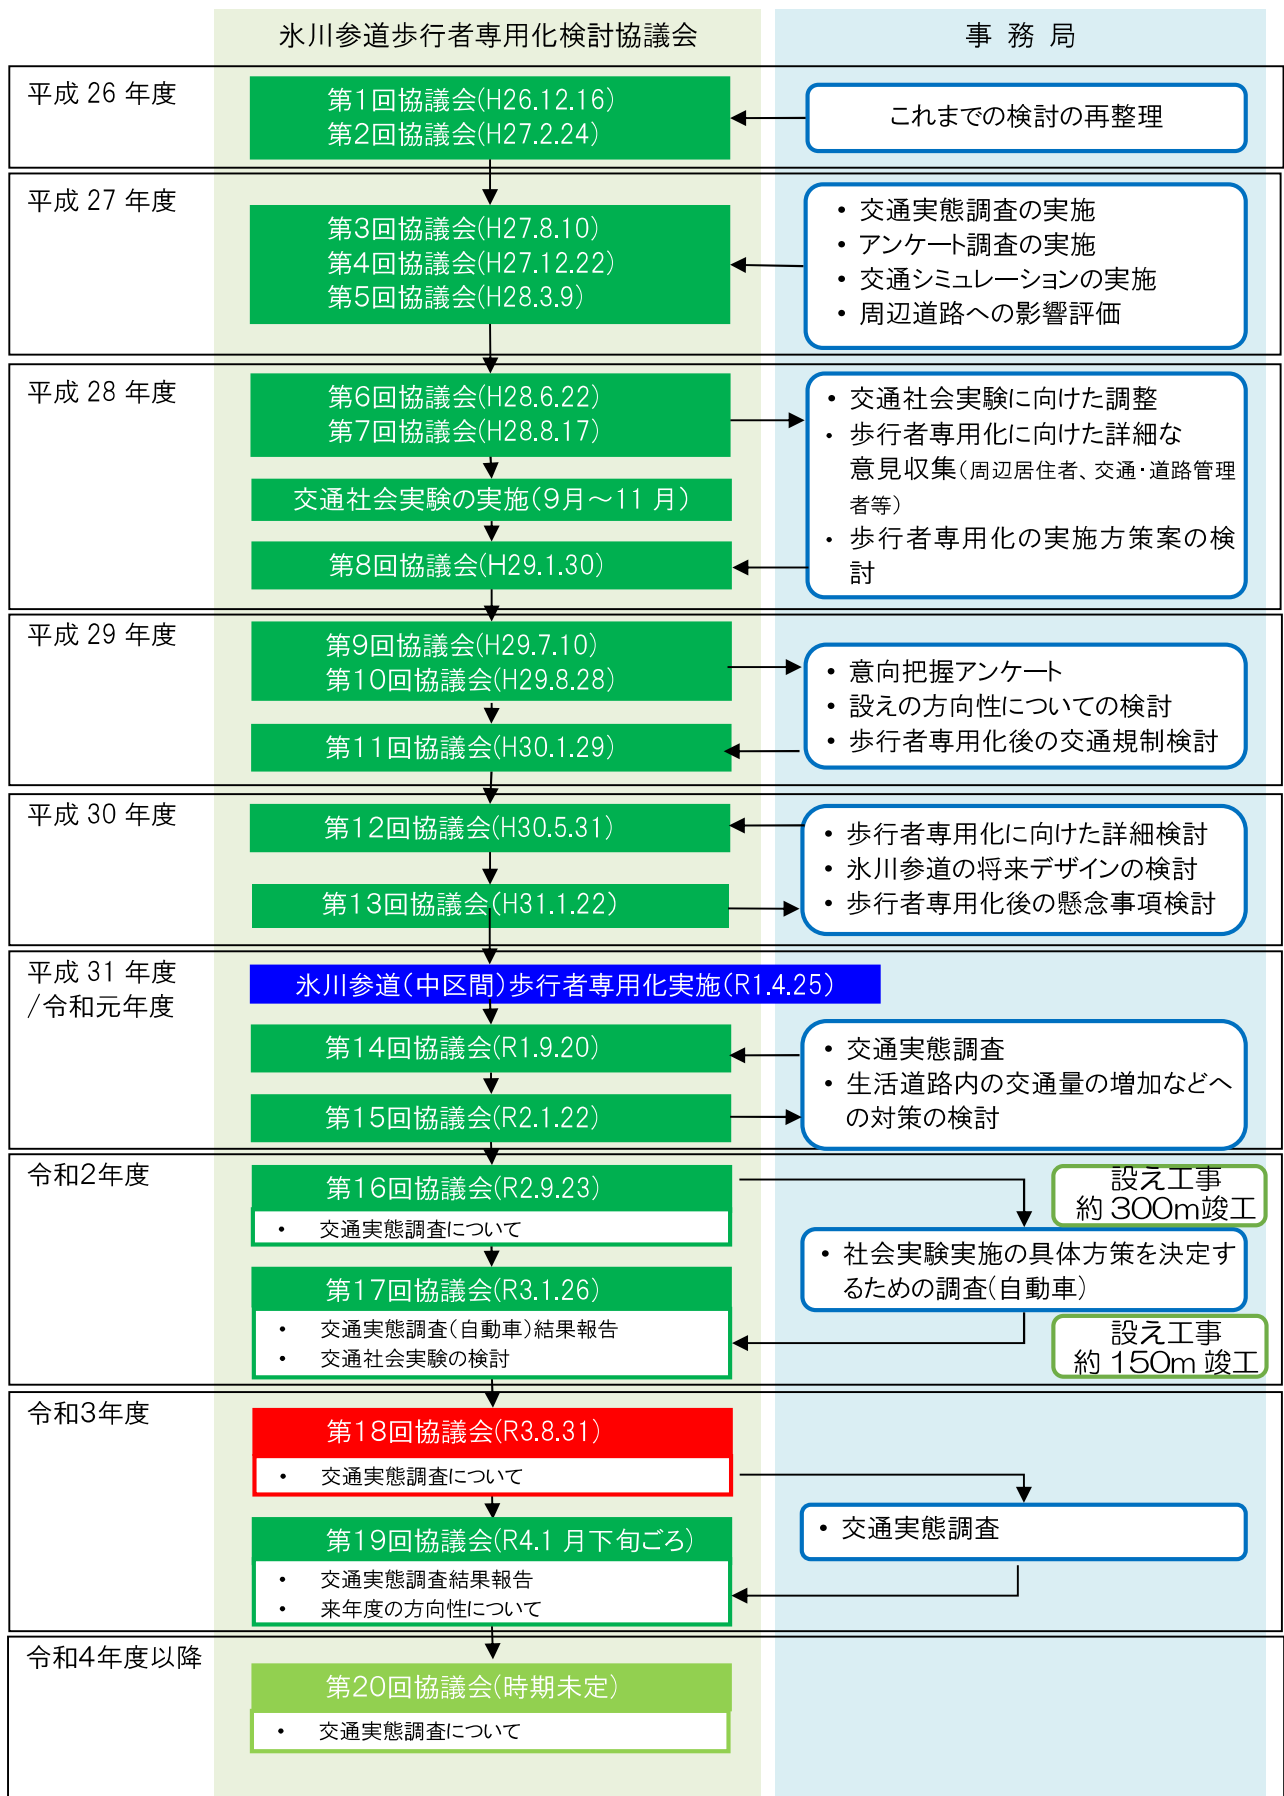 氷川参道歩行者専用化検討協議会
事 務 局
平成 26 年度
第1回協議会(H26.12.16)
第2回協議会(H27.2.24)
これまでの検討の再整理
平成 27 年度
第3回協議会(H27.8.10)
第4回協議会(H27.12.22)
第5回協議会(H28.3.9)
・ 交通実態調査の実施
・ アンケート調査の実施
・ 交通シミュレーションの実施
・ 周辺道路への影響評価
平成 28 年度
第6回協議会(H28.6.22)
第7回協議会(H28.8.17)
交通社会実験の実施(9月～11 月)
第8回協議会(H29.1.30)
・ 交通社会実験に向けた調整
・ 歩行者専用化に向けた詳細な
意見収集(周辺居住者、交通・道路管理
者等)
・ 歩行者専用化の実施方策案の検
討
平成 29 年度
第9回協議会(H29.7.10)
第10回協議会(H29.8.28)
第11回協議会(H30.1.29)
・ 意向把握アンケート
・ 設えの方向性についての検討
・ 歩行者専用化後の交通規制検討
平成 30 年度
第12回協議会(H30.5.31)
第13回協議会(H31.1.22)
・ 歩行者専用化に向けた詳細検討
・ 氷川参道の将来デザインの検討
・ 歩行者専用化後の懸念事項検討
平成 31 年度
/令和元年度
氷川参道(中区間)歩行者専用化実施(R1.4.25)
第14回協議会(R1.9.20)
第15回協議会(R2.1.22)
・ 交通実態調査
・ 生活道路内の交通量の増加などへ
の対策の検討
令和2年度
第16回協議会(R2.9.23)
・ 交通実態調査について
第17回協議会(R3.1.26)
・ 交通実態調査(自動車)結果報告
・ 交通社会実験の検討
設え工事
約 300m竣工
・ 社会実験実施の具体方策を決定す
るための調査(自動車)
設え工事
約 150m 竣工
令和3年度
第18回協議会(R3.8.31)
・ 交通実態調査について
第19回協議会(R4.1 月下旬ごろ)
・ 交通実態調査結果報告
・ 来年度の方向性について
・ 交通実態調査
令和4年度以降
第20回協議会(時期未定)
・ 交通実態調査について